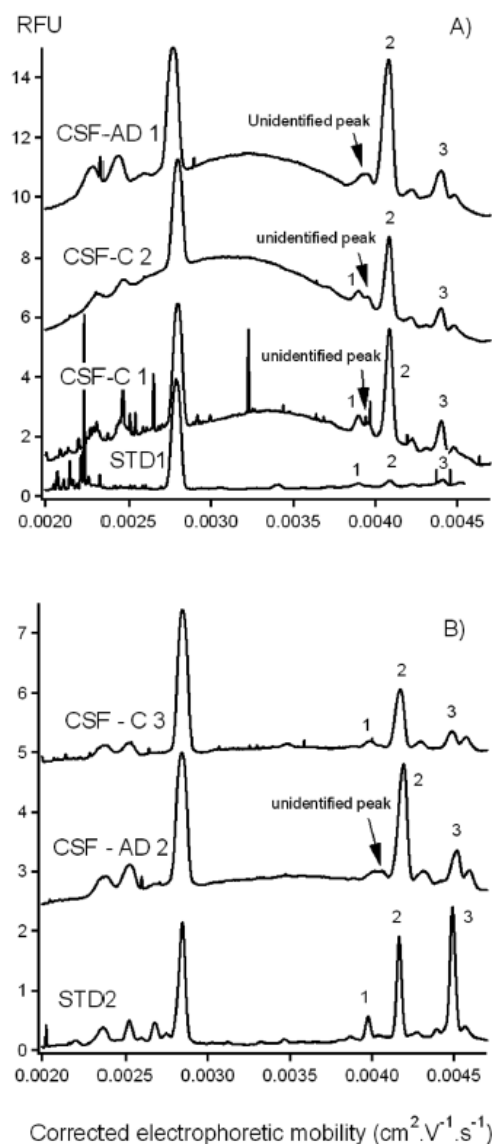 RFU
A)
14
12
10
8
6
4
2
0
CSF-AD 1
Unidentified peak
2
3
CSF-C 2
unidentified peak
1
2
3
CSF-C 1
unidentified peak
1
2
3
STD1
1
2
3
0.0020 0.0025 0.0030 0.0035 0.0040 0.0045
B)
7
6
5
4
3
2
1
0
CSF - C 3
1
2
3
CSF - AD 2
unidentified peak
2
3
STD2
1
2
3
0.0020 0.0025 0.0030 0.0035 0.0040 0.0045
Corrected electrophoretic mobility (cm².V⁻¹.s⁻¹)